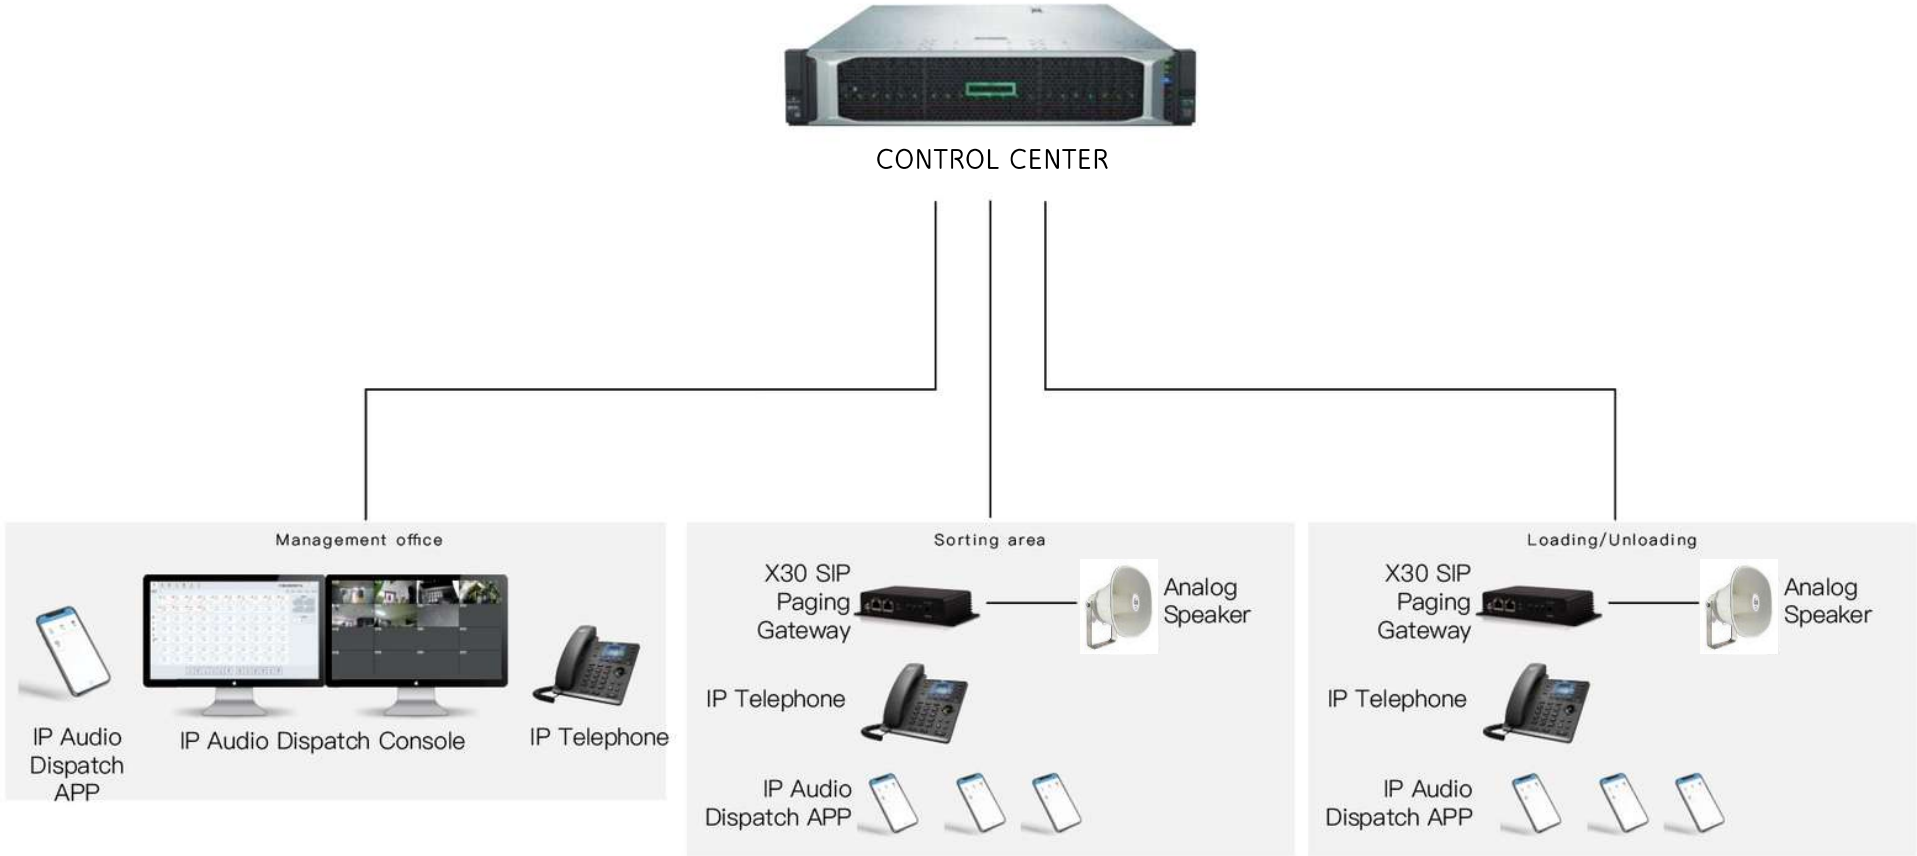 CONTROL CENTER
Management office
IP Audio
Dispatch
APP
IP Audio Dispatch Console
IP Telephone
Sorting area
X30 SIP
Paging
Gateway
Analog
Speaker
IP Telephone
IP Audio
Dispatch APP
Loading/Unloading
X30 SIP
Paging
Gateway
Analog
Speaker
IP Telephone
IP Audio
Dispatch APP